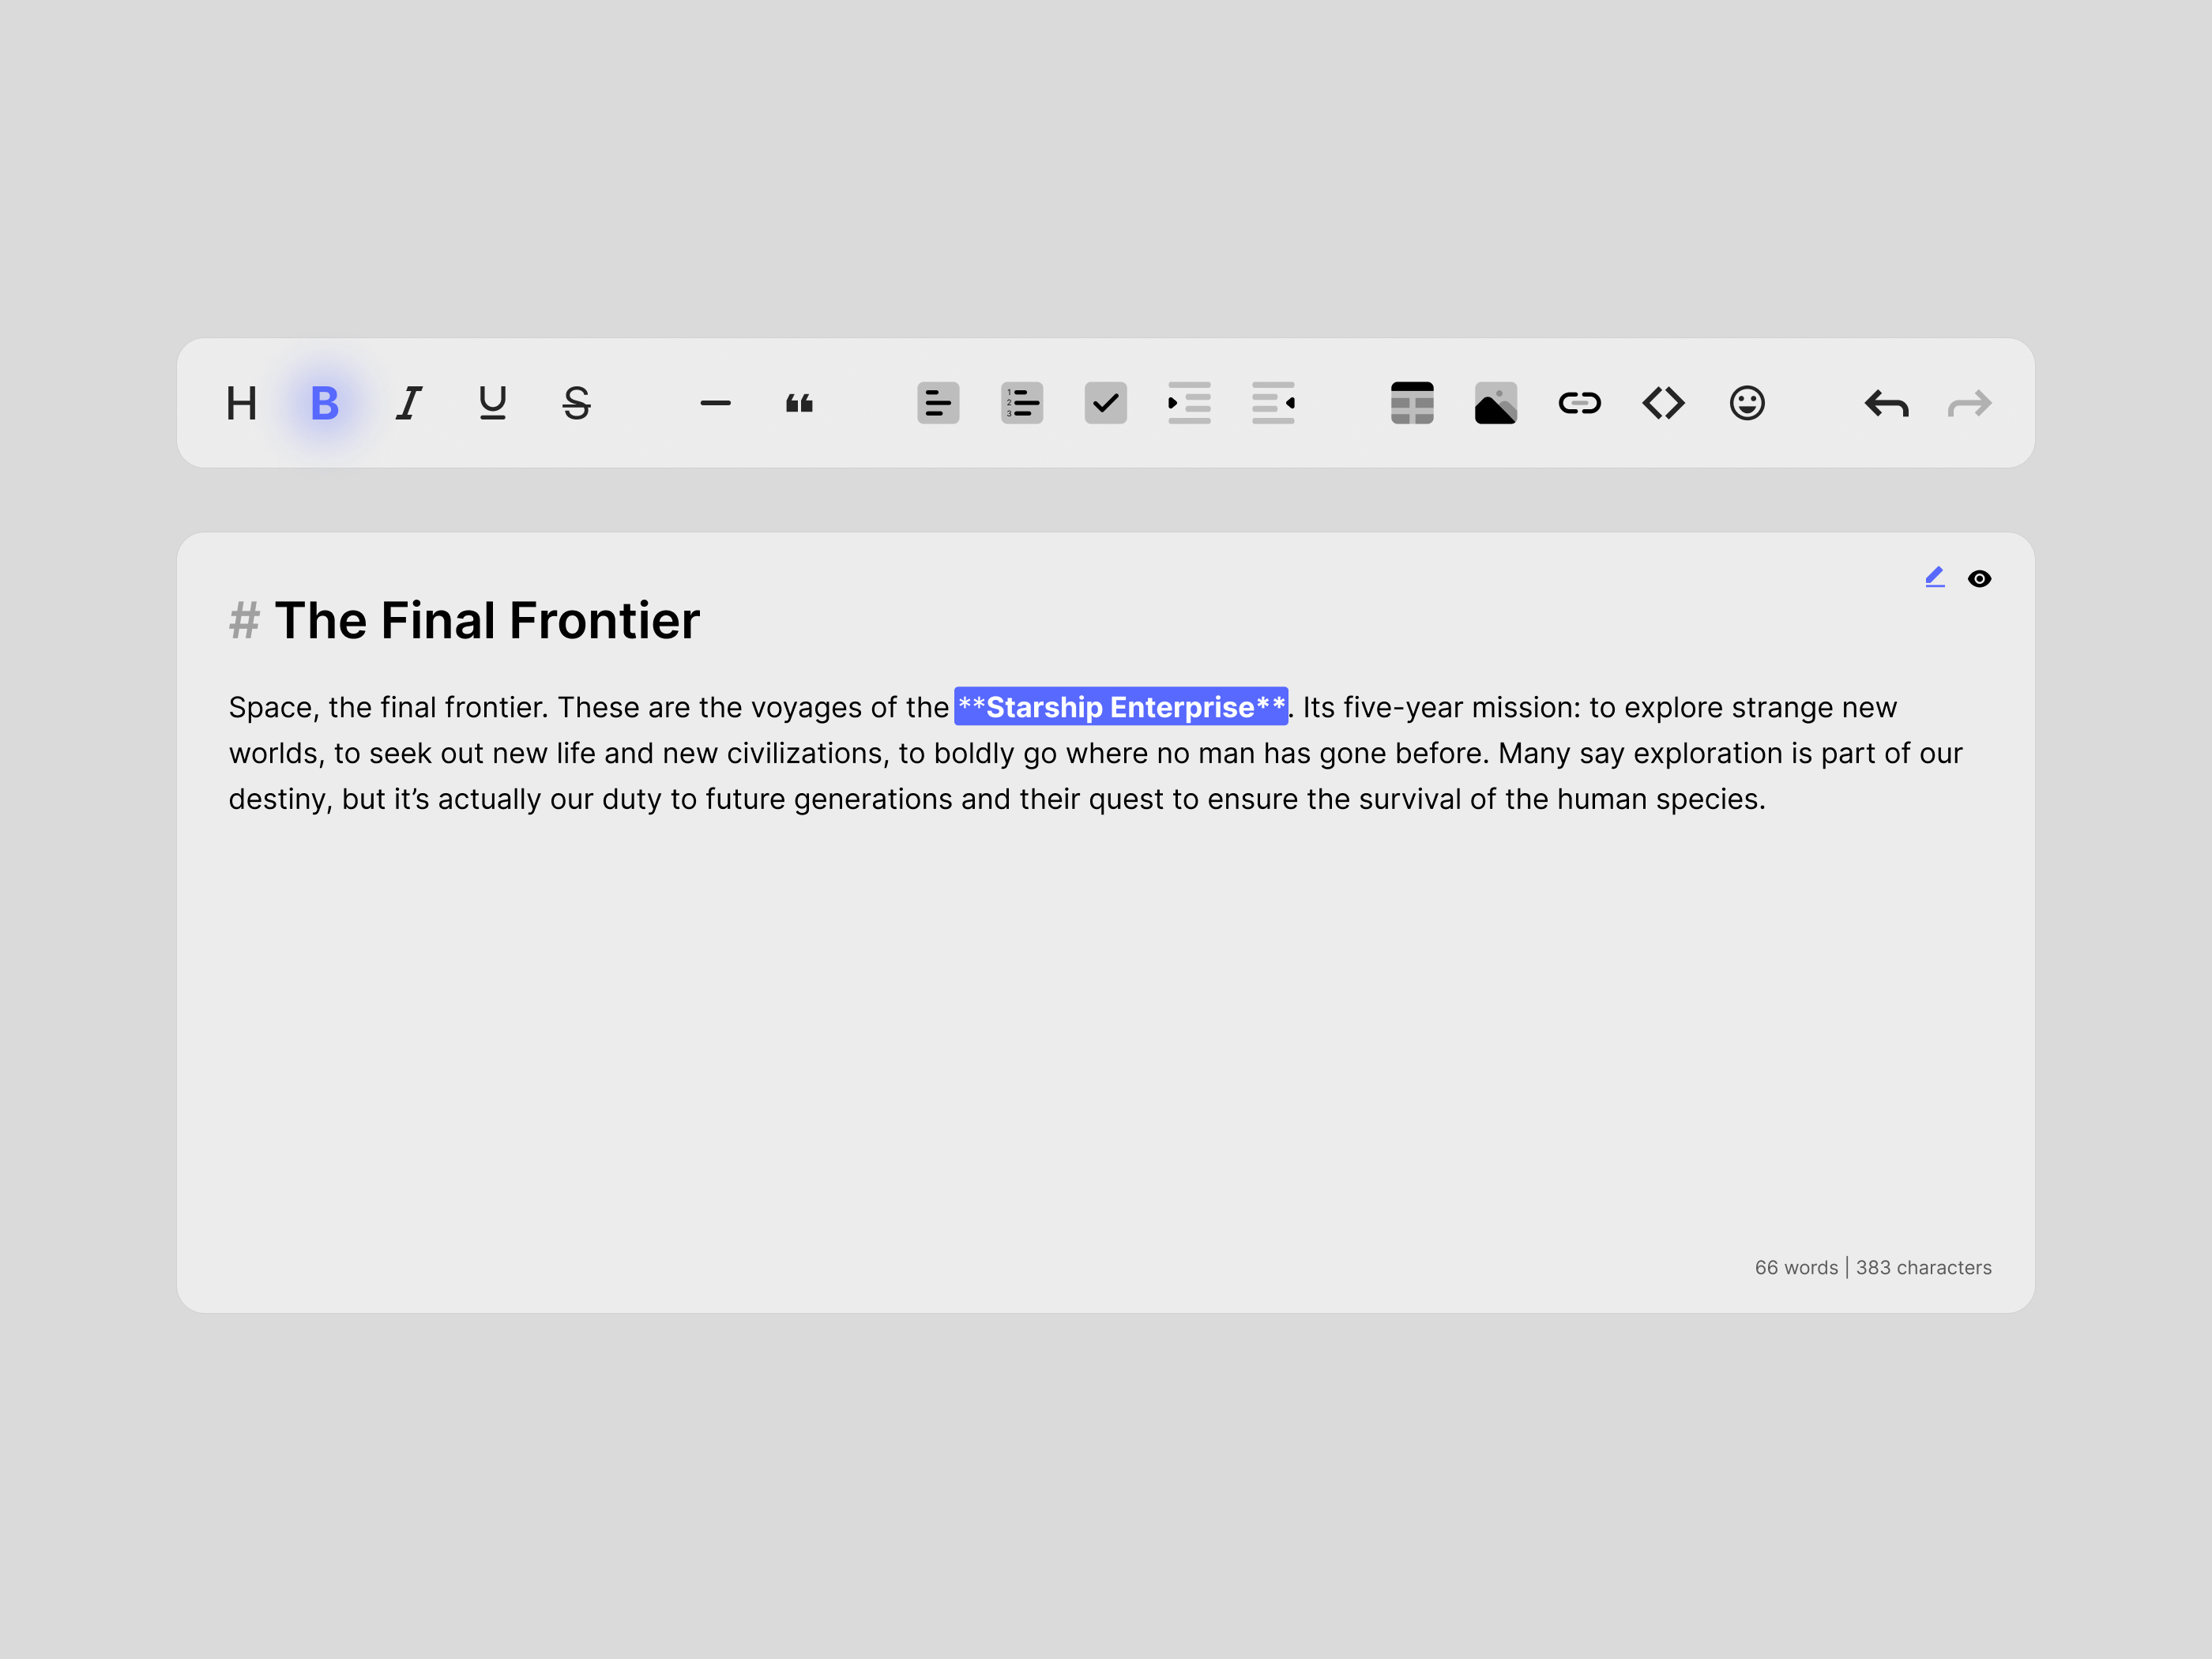 H B I U S
1
2
3
# The Final Frontier
Space, the final frontier. These are the voyages of the **Starship Enterprise**. Its five-year mission: to explore strange new
worlds, to seek out new life and new civilizations, to boldly go where no man has gone before. Many say exploration is part of our
destiny, but it’s actually our duty to future generations and their quest to ensure the survival of the human species.
66 words | 383 characters